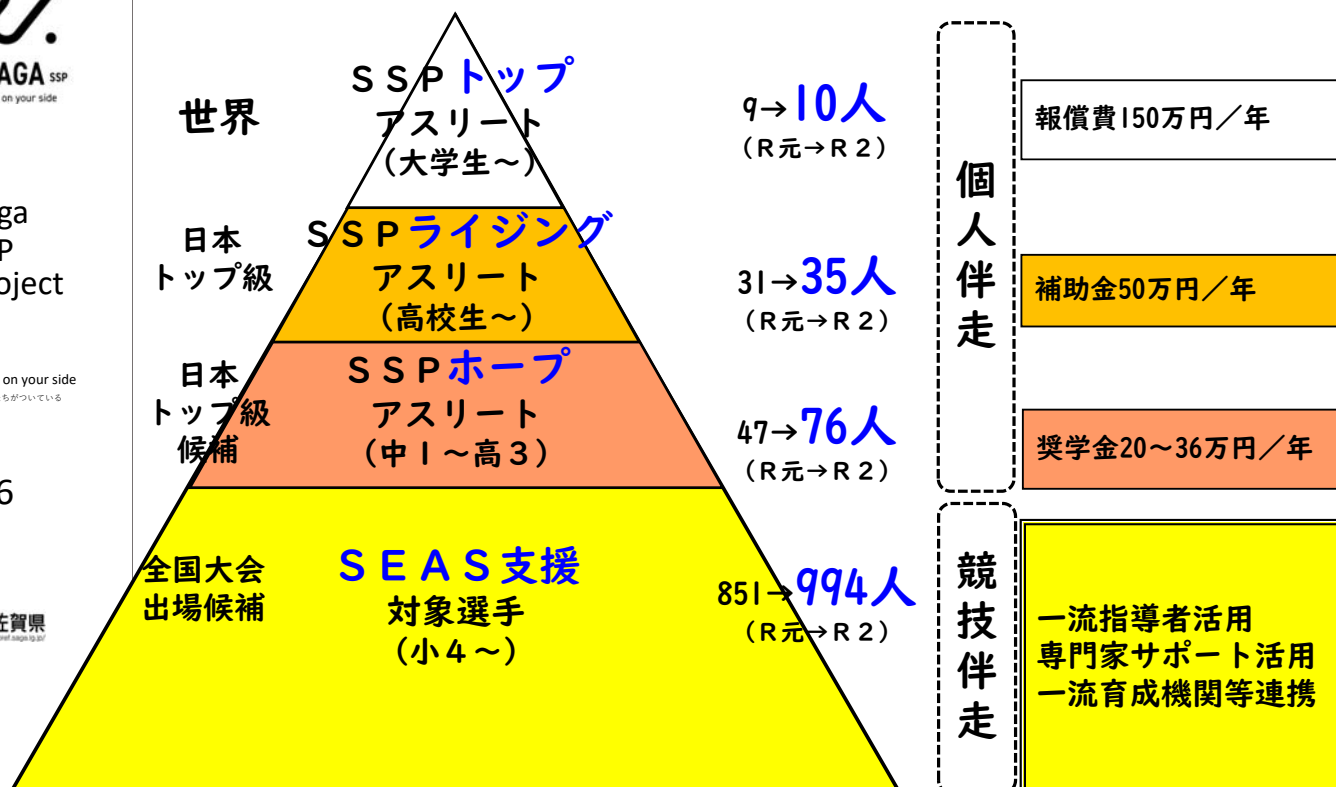 AGA SSP
on your side
ga
P
oject
on your side
ちがついている
6
佐賀県
世界
SSPトップ
アスリート
(大学生~)
9→10人
(R元→R2)
報償費150万円/年
日本
トップ級
SSPライジング
アスリート
(高校生~)
31→35人
(R元→R2)
補助金50万円/年
日本
トップ級
候補
SSPホープ
アスリート
(中1~高3)
47→76人
(R元→R2)
奨学金20~36万円/年
個人伴走
全国大会
出場候補
SEAS支援
対象選手
(小4~)
851→994人
(R元→R2)
競技伴走
一流指導者活用
専門家サポート活用
一流育成機関等連携